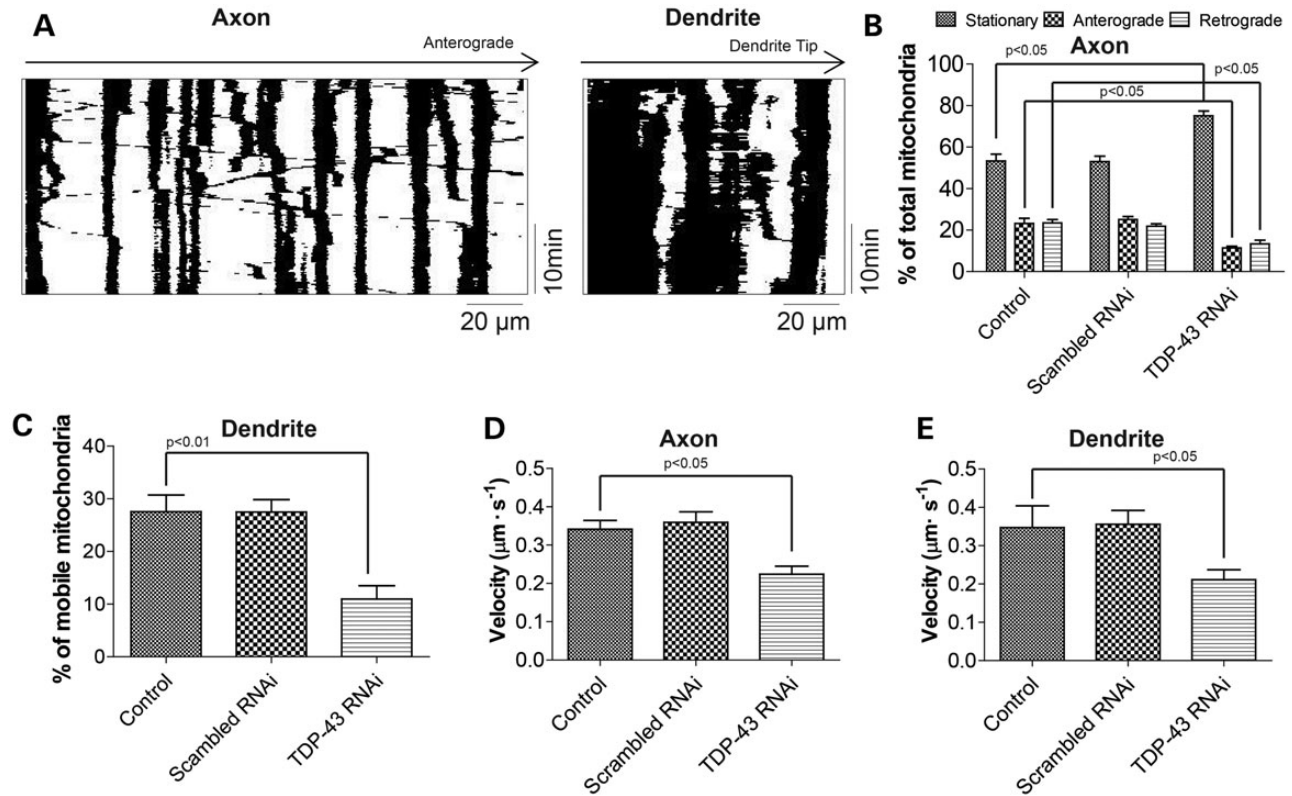 A
Axon
Anterograde
10min
20 µm
Dendrite
Dendrite Tip
10min
20 µm
B
Stationary Anterograde Retrograde
Axon
p<0.05
p<0.05
p<0.05
% of total mitochondria
100
80
60
40
20
0
Control
Scambled RNAi
TDP-43 RNAi
C
Dendrite
p<0.01
% of mobile mitochondria
40
30
20
10
0
Control
Scambled RNAi
TDP-43 RNAi
D
Axon
p<0.05
Velocity (µm· s⁻¹)
0.5
0.4
0.3
0.2
0.1
0.0
Control
Scrambled RNAi
TDP-43 RNAi
E
Dendrite
p<0.05
Velocity (µm· s⁻¹)
0.5
0.4
0.3
0.2
0.1
0.0
Control
Scrambled RNAi
TDP-43 RNAi